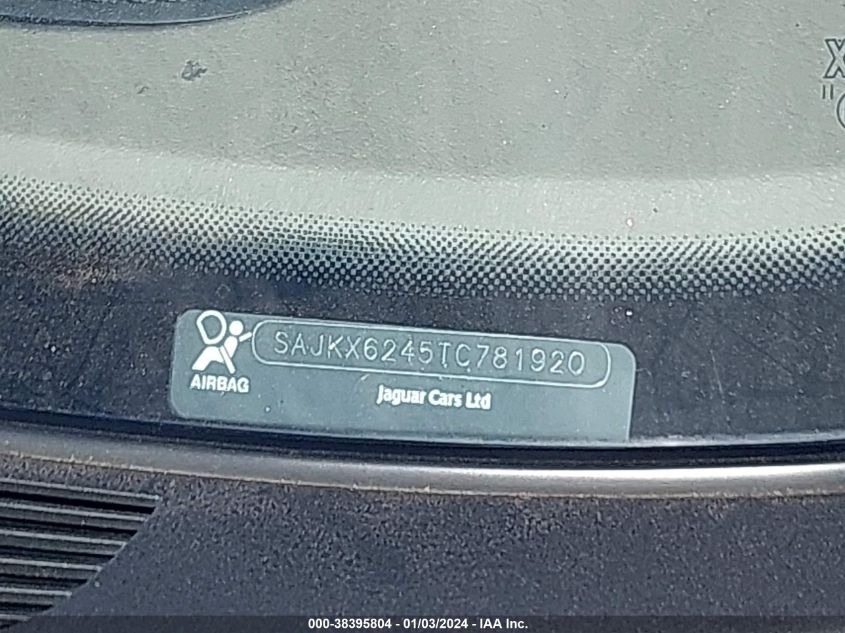 X
"
SAJKX6245TC781920
AIRBAG
Jaguar Cars Ltd
000-38395804 - 01/03/2024 - IAA Inc.